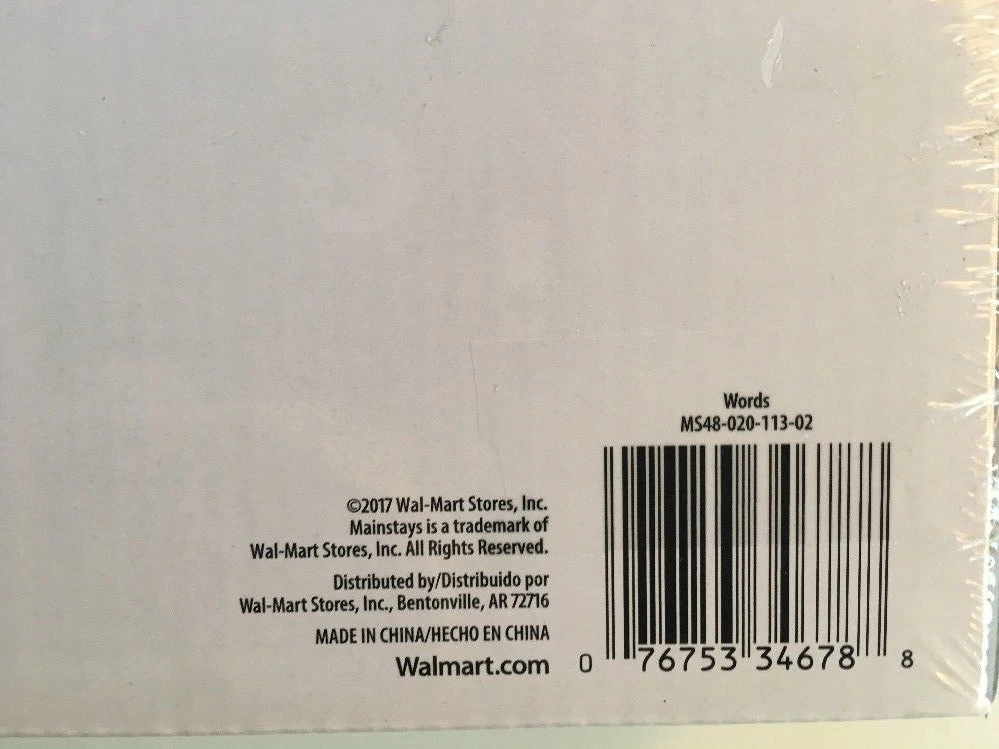 Words
MS48-020-113-02
©2017 Wal-Mart Stores, Inc.
Mainstays is a trademark of
Wal-Mart Stores, Inc. All Rights Reserved.
Distributed by/Distribuido por
Wal-Mart Stores, Inc., Bentonville, AR 72716
MADE IN CHINA/HECHO EN CHINA
Walmart.com
0 76753 34678 8